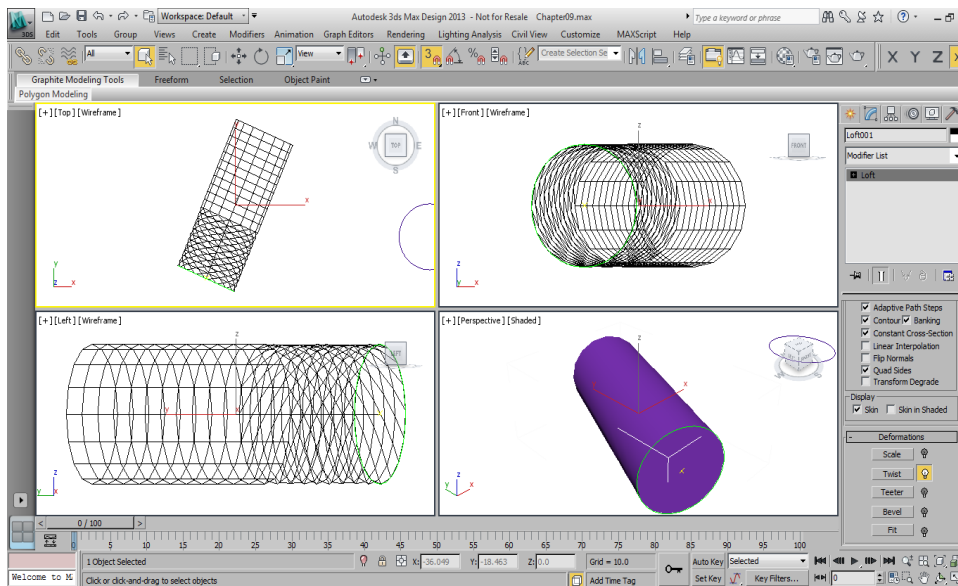 Workspace: Default
Autodesk 3ds Max Design 2013 - Not for Resale Chapter09.max
Type a keyword or phrase
3DS
Edit Tools Group Views Create Modifiers Animation Graph Editors Rendering Lighting Analysis Civil View Customize MAXScript Help
All
View
3
Create Selection Se
X Y Z X
Graphite Modeling Tools Freeform Selection Object Paint
Polygon Modeling
[+][Top][Wireframe]
N
W TOP E
S
x
y
z x
[+][Front][Wireframe]
FRONT
z
x
z
y x
[+][Left][Wireframe]
LEFT
z
y x
z
y x
[+][Perspective][Shaded]
z
x
z
y x
Loft001
Modifier List
Loft
Adaptive Path Steps
Contour Banking
Constant Cross-Section
Linear Interpolation
Flip Normals
Quad Sides
Transform Degrade
Display
Skin Skin in Shaded
- Deformations
Scale
Twist
Teeter
Bevel
Fit
< 0 / 100 >
0 5 10 15 20 25 30 35 40 45 50 55 60 65 70 75 80 85 90 95 100
1 Object Selected X: -36.049 Y: -18.463 Z: 0.0 Grid = 10.0 Auto Key Selected
Welcome to M Click or click-and-drag to select objects Add Time Tag Set Key Key Filters... 0